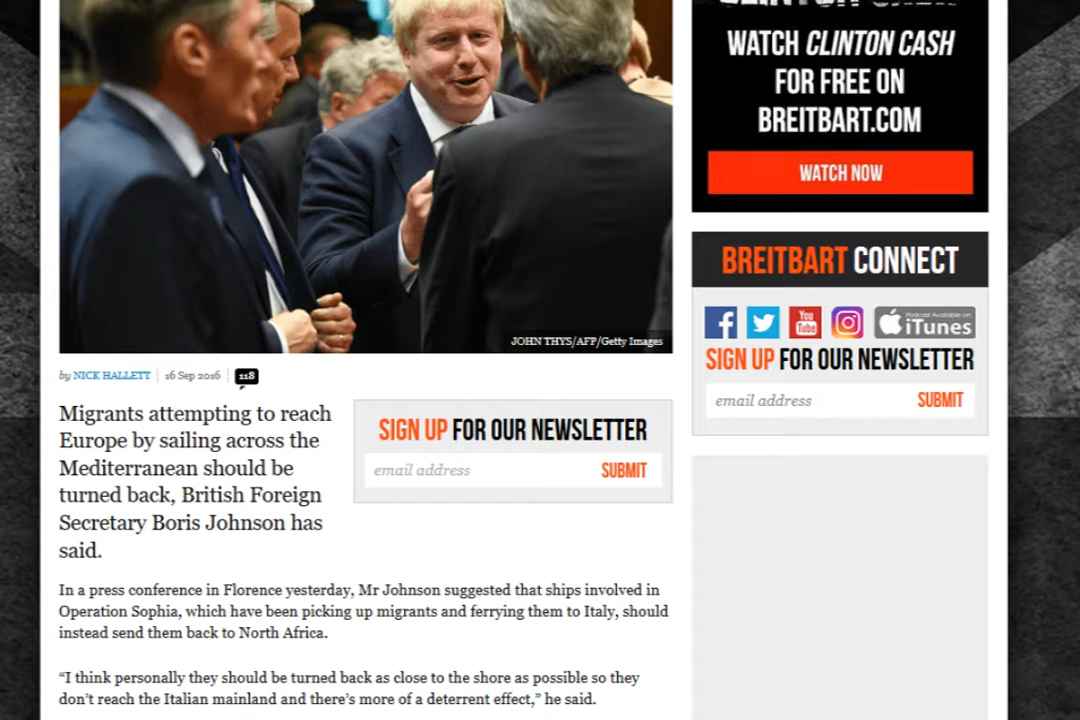 WATCH CLINTON CASH
FOR FREE ON
BREITBART.COM
WATCH NOW
BREITBART CONNECT
You
Tube
Podcast Available on
iTunes
SIGN UP FOR OUR NEWSLETTER
email address SUBMIT
JOHN THYS/AFP/Getty Images
by NICK HALLETT 16 Sep 2016 118
Migrants attempting to reach
Europe by sailing across the
Mediterranean should be
turned back, British Foreign
Secretary Boris Johnson has
said.
SIGN UP FOR OUR NEWSLETTER
email address SUBMIT
In a press conference in Florence yesterday, Mr Johnson suggested that ships involved in
Operation Sophia, which have been picking up migrants and ferrying them to Italy, should
instead send them back to North Africa.
“I think personally they should be turned back as close to the shore as possible so they
don’t reach the Italian mainland and there’s more of a deterrent effect,” he said.